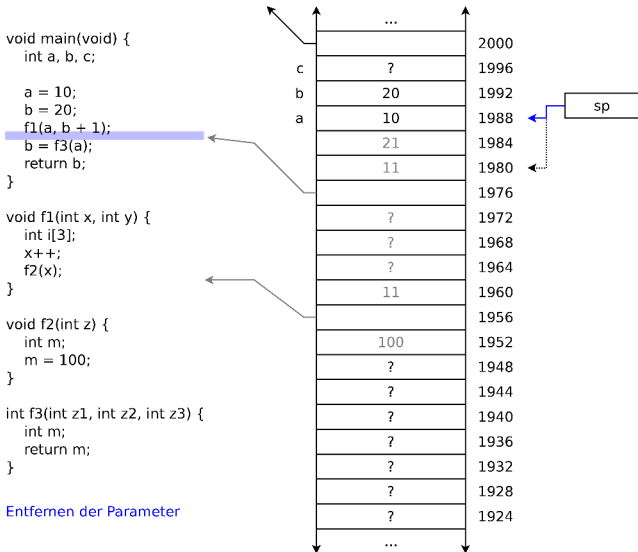 void main(void) {
int a, b, c;
a = 10;
b = 20;
f1(a, b + 1);
b = f3(a);
return b;
}
void f1(int x, int y) {
int i[3];
x++;
f2(x);
}
void f2(int z) {
int m;
m = 100;
}
int f3(int z1, int z2, int z3) {
int m;
return m;
}
Entfernen der Parameter
...
2000
c ? 1996
b 20 1992
a 10 1988
21 1984
11 1980
1976
? 1972
? 1968
? 1964
11 1960
1956
100 1952
? 1948
? 1944
? 1940
? 1936
? 1932
? 1928
? 1924
...
sp